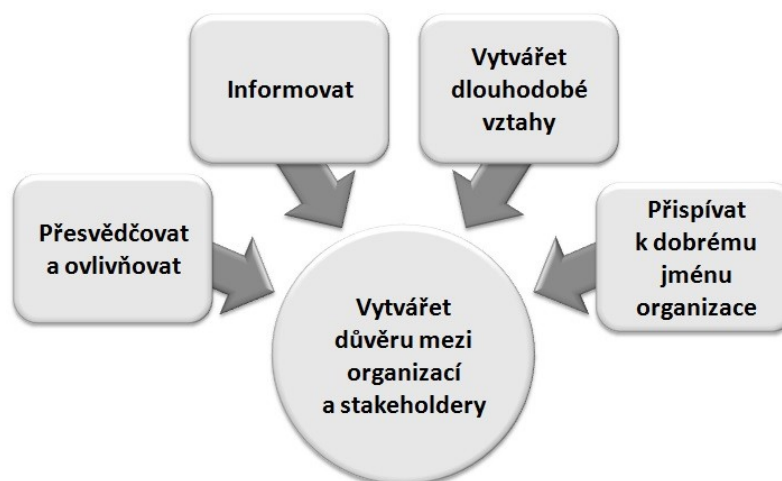 Informovat
Vytvářet
dlouhodobé
vztahy
Přesvědčovat
a ovlivňovat
Přispívat
k dobrému
jménu
organizace
Vytvářet
důvěru mezi
organizací
a stakeholdery